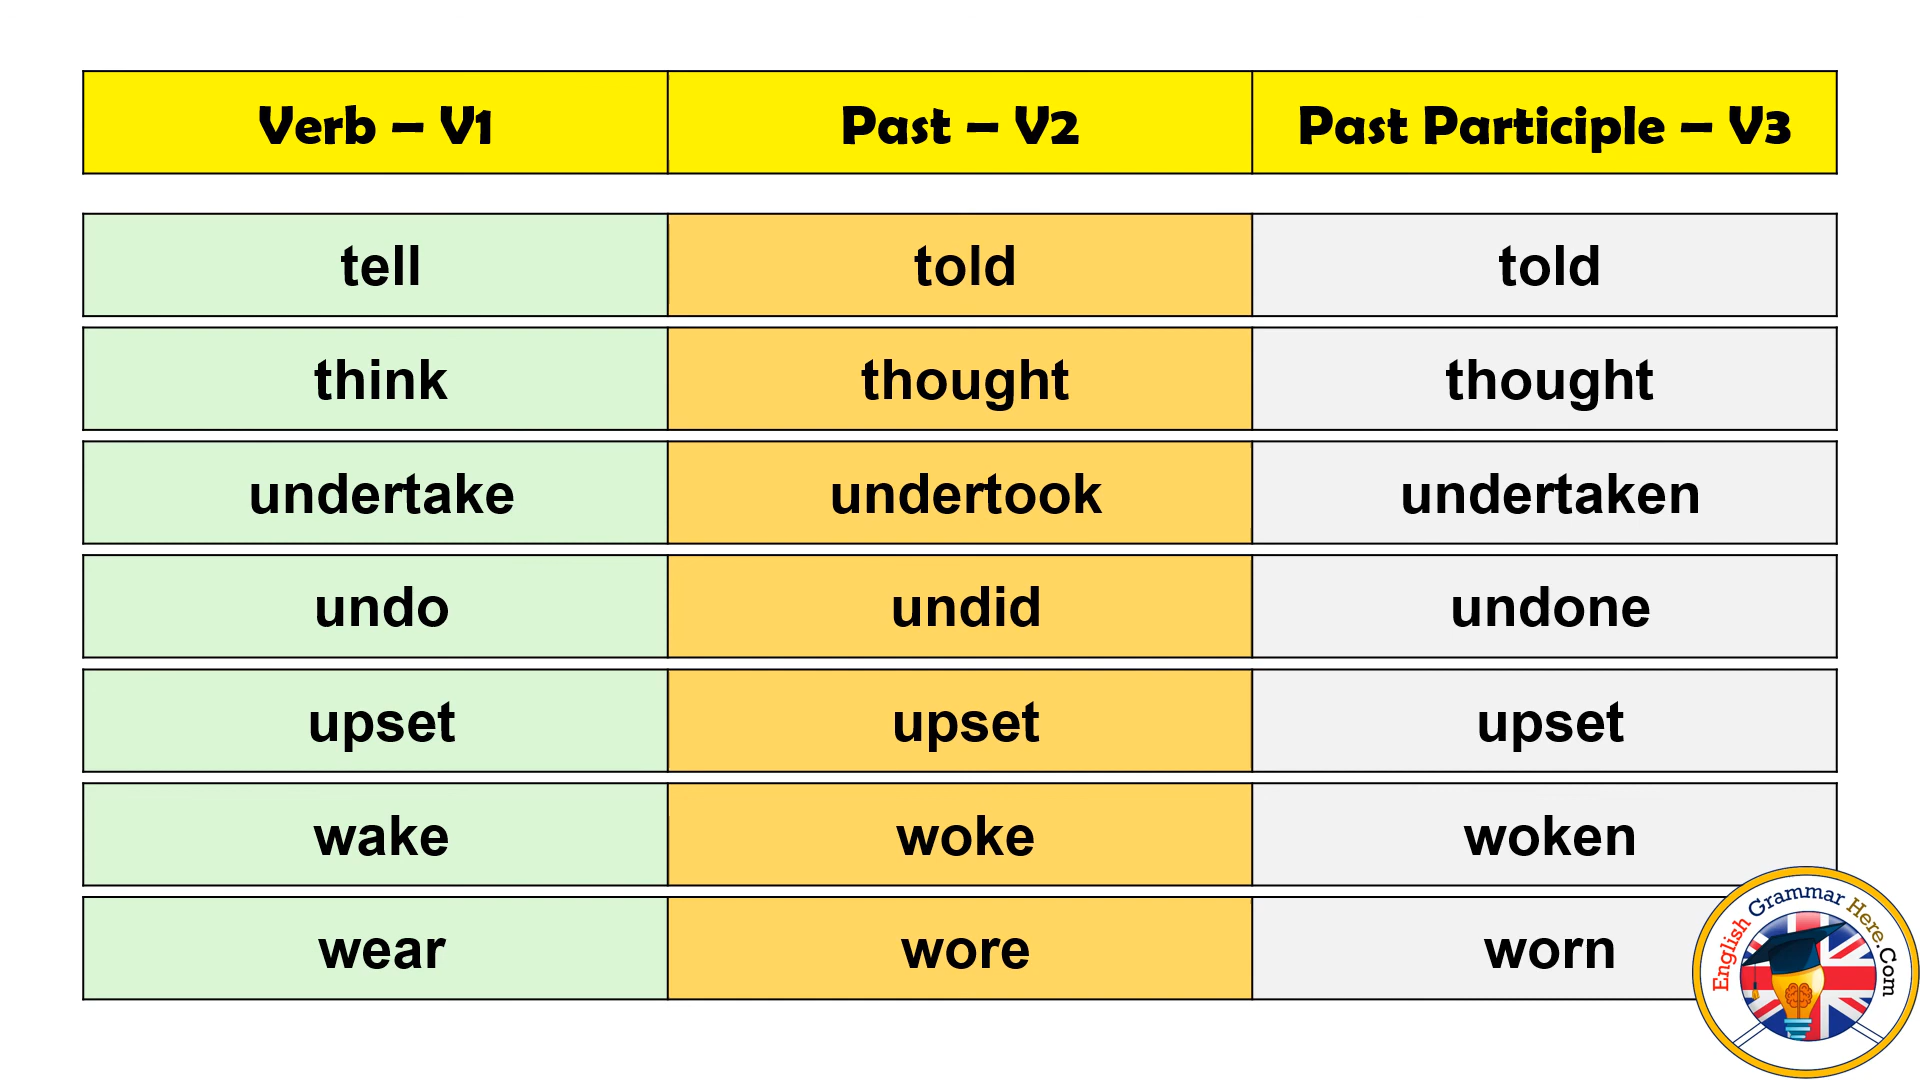 Verb – V1 Past – V2 Past Participle – V3
tell told told
think thought thought
undertake undertook undertaken
undo undid undone
upset upset upset
wake woke woken
wear wore worn
English Grammar Here.Com